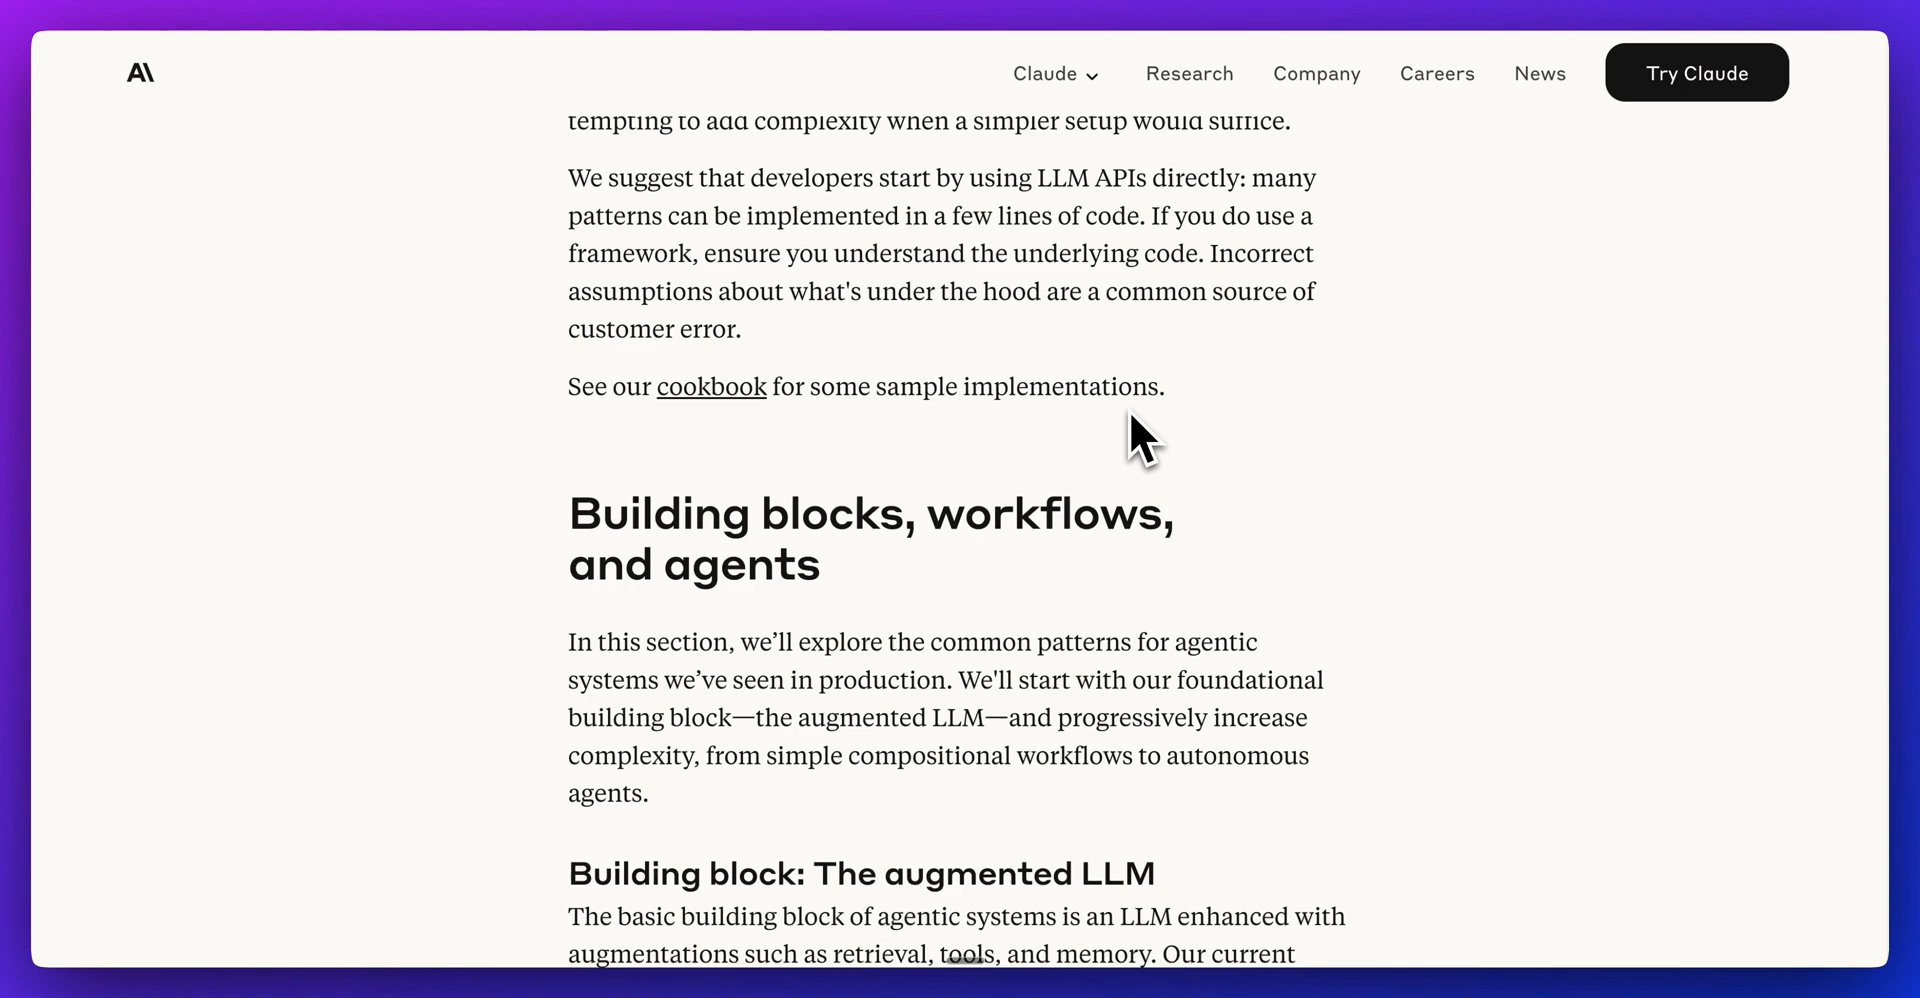 Claude
Research
Company
Careers
News
Try Claude
tempting to add complexity when a simpler setup would suffice.
We suggest that developers start by using LLM APIs directly: many
patterns can be implemented in a few lines of code. If you do use a
framework, ensure you understand the underlying code. Incorrect
assumptions about what's under the hood are a common source of
customer error.
See our cookbook for some sample implementations.
Building blocks, workflows,
and agents
In this section, we’ll explore the common patterns for agentic
systems we’ve seen in production. We'll start with our foundational
building block—the augmented LLM—and progressively increase
complexity, from simple compositional workflows to autonomous
agents.
Building block: The augmented LLM
The basic building block of agentic systems is an LLM enhanced with
augmentations such as retrieval, tools, and memory. Our current